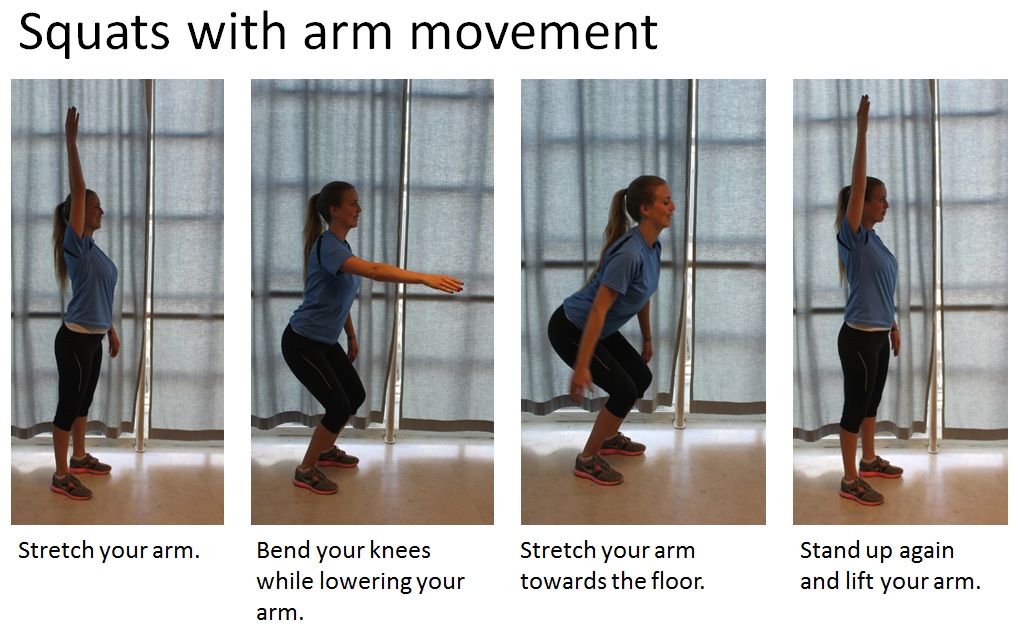 Squats with arm movement
Stretch your arm.
Bend your knees
while lowering your
arm.
Stretch your arm
towards the floor.
Stand up again
and lift your arm.